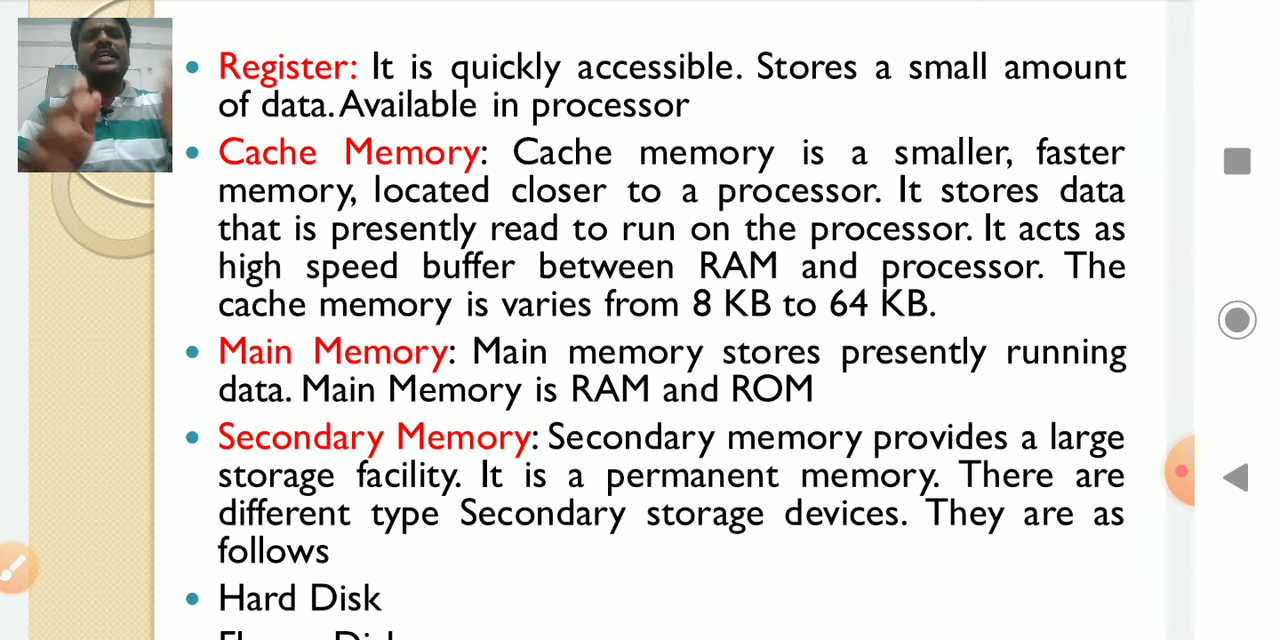 Register: It is quickly accessible. Stores a small amount
of data. Available in processor
Cache Memory: Cache memory is a smaller, faster
memory, located closer to a processor. It stores data
that is presently read to run on the processor. It acts as
high speed buffer between RAM and processor. The
cache memory is varies from 8 KB to 64 KB.
Main Memory: Main memory stores presently running
data. Main Memory is RAM and ROM
Secondary Memory: Secondary memory provides a large
storage facility. It is a permanent memory. There are
different type Secondary storage devices. They are as
follows
Hard Disk